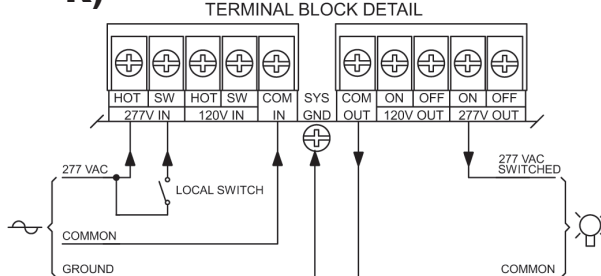 TERMINAL BLOCK DETAIL
HOT SW HOT SW COM SYS COM ON OFF ON OFF
277V IN 120V IN IN GND OUT 120V OUT 277V OUT
277 VAC
277 VAC
SWITCHED
LOCAL SWITCH
COMMON
GROUND
COMMON